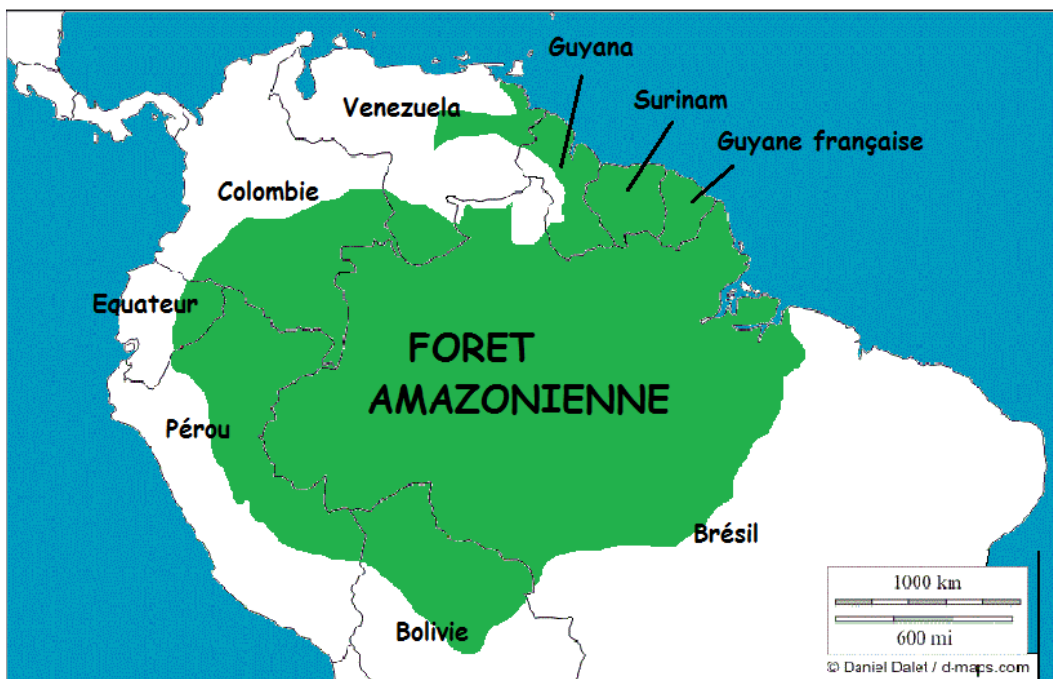 Guyana
Venezuela
Surinam
Guyane française
Colombie
Equateur
FORET
AMAZONIENNE
Pérou
Brésil
Bolivie
1000 km
600 mi
© Daniel Dalet / d-maps.com